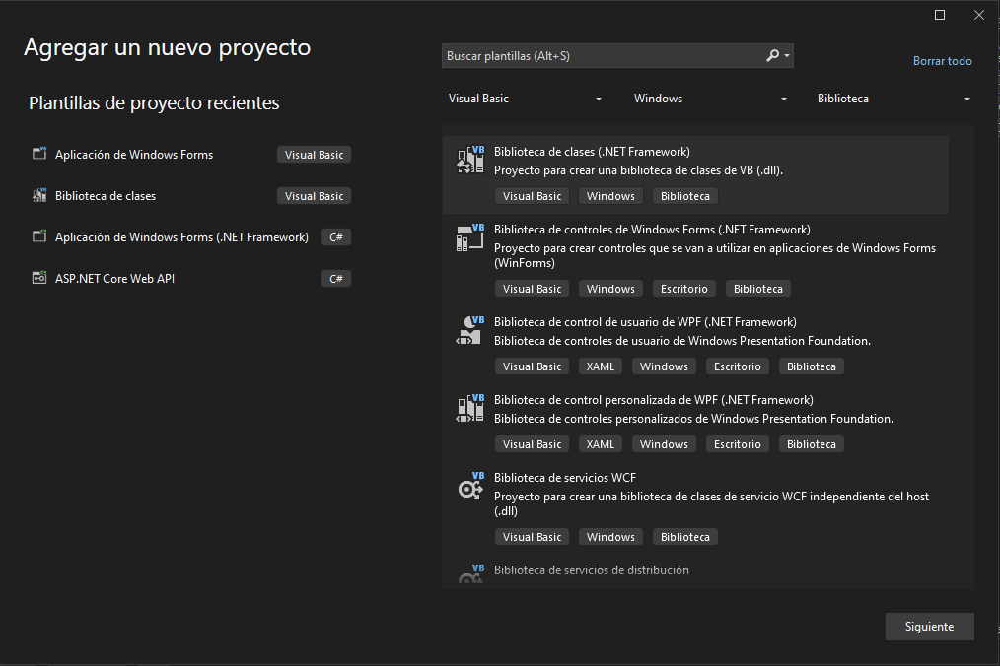 Agregar un nuevo proyecto
Buscar plantillas (Alt+S)
Borrar todo
Plantillas de proyecto recientes
Visual Basic
Windows
Biblioteca
Aplicación de Windows Forms
Visual Basic
Biblioteca de clases
Visual Basic
Aplicación de Windows Forms (.NET Framework)
C#
ASP.NET Core Web API
C#
VB
Biblioteca de clases (.NET Framework)
Proyecto para crear una biblioteca de clases de VB (.dll).
Visual Basic
Windows
Biblioteca
VB
Biblioteca de controles de Windows Forms (.NET Framework)
Proyecto para crear controles que se van a utilizar en aplicaciones de Windows Forms
(WinForms)
Visual Basic
Windows
Escritorio
Biblioteca
VB
Biblioteca de control de usuario de WPF (.NET Framework)
Biblioteca de controles de usuario de Windows Presentation Foundation.
Visual Basic
XAML
Windows
Escritorio
Biblioteca
VB
Biblioteca de control personalizada de WPF (.NET Framework)
Biblioteca de controles personalizados de Windows Presentation Foundation.
Visual Basic
XAML
Windows
Escritorio
Biblioteca
VB
Biblioteca de servicios WCF
Proyecto para crear una biblioteca de clases de servicio WCF independiente del host
(.dll)
Visual Basic
Windows
Biblioteca
VB
Biblioteca de servicios de distribución
Siguiente